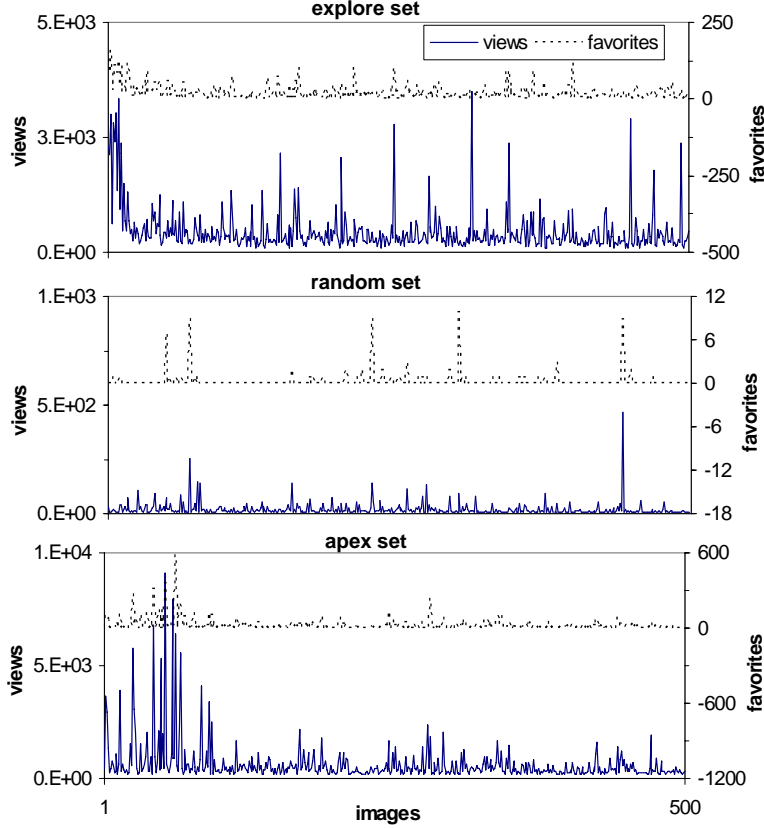 explore set
views favorites
5.E+03
3.E+03
0.E+00
views
250
0
-250
-500
favorites
random set
1.E+03
5.E+02
0.E+00
views
12
6
0
-6
-12
-18
favorites
apex set
1.E+04
5.E+03
0.E+00
views
600
0
-600
-1200
favorites
1 images 500